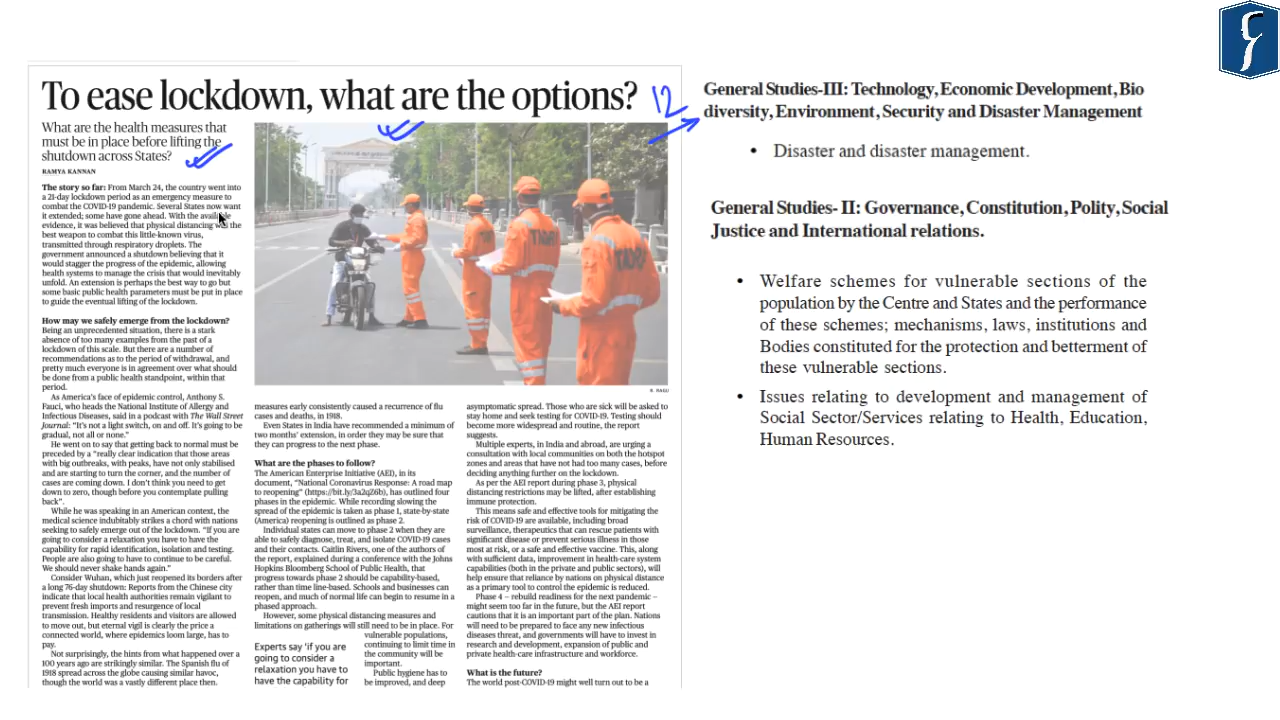 To ease lockdown, what are the options?
12
What are the health measures that
must be in place before lifting the
shutdown across States?
RAMYA KANNAN
The story so far: From March 24, the country went into
a 21-day lockdown period as an emergency measure to
combat the COVID-19 pandemic. Several States now want
it extended; some have gone ahead. With the available
evidence, it was believed that physical distancing was the
best weapon to combat this little-known virus,
transmitted through respiratory droplets. The
government announced a shutdown believing that it
would stagger the progress of the epidemic, allowing
health systems to manage the crisis that would inevitably
unfold. An extension is perhaps the best way to go but
some basic public health parameters must be put in place
to guide the eventual lifting of the lockdown.
How may we safely emerge from the lockdown?
Being an unprecedented situation, there is a stark
absence of too many examples from the past of a
lockdown of this scale. But there are a number of
recommendations as to the period of withdrawal, and
pretty much everyone is in agreement over what should
be done from a public health standpoint, within that
period.
As America's face of epidemic control, Anthony S.
Fauci, who heads the National Institute of Allergy and
Infectious Diseases, said in a podcast with The Wall Street
Journal: "It's not a light switch, on and off. It's going to be
gradual, not all or none."
He went on to say that getting back to normal must be
preceded by a "really clear indication that those areas
with big outbreaks, with peaks, have not only stabilised
and are starting to turn the corner, and the number of
cases are coming down. I don't think you need to get
down to zero, though before you contemplate pulling
back".
While he was speaking in an American context, the
medical science indubitably strikes a chord with nations
seeking to safely emerge out of the lockdown. "If you are
going to consider a relaxation you have to have the
capability for rapid identification, isolation and testing.
People are also going to have to continue to be careful.
We should never shake hands again."
Consider Wuhan, which just reopened its borders after
a long 76-day shutdown: Reports from the Chinese city
indicate that local health authorities remain vigilant to
prevent fresh imports and resurgence of local
transmission. Healthy residents and visitors are allowed
to move out, but eternal vigil is clearly the price a
connected world, where epidemics loom large, has to
pay.
Not surprisingly, the hints from what happened over a
100 years ago are strikingly similar. The Spanish flu of
1918 spread across the globe causing similar havoc,
though the world was a vastly different place then.
TADRF
TADRF
TADRF
measures early consistently caused a recurrence of flu
cases and deaths, in 1918.
Even States in India have recommended a minimum of
two months' extension, in order they may be sure that
they can progress to the next phase.
What are the phases to follow?
The American Enterprise Initiative (AEI), in its
document, "National Coronavirus Response: A road map
to reopening" (https://bit.ly/3a2qZ6b), has outlined four
phases in the epidemic. While recording slowing the
spread of the epidemic is taken as phase 1, state-by-state
(America) reopening is outlined as phase 2.
Individual states can move to phase 2 when they are
able to safely diagnose, treat, and isolate COVID-19 cases
and their contacts. Caitlin Rivers, one of the authors of
the report, explained during a conference with the Johns
Hopkins Bloomberg School of Public Health, that
progress towards phase 2 should be capability-based,
rather than time line-based. Schools and businesses can
reopen, and much of normal life can begin to resume in a
phased approach.
However, some physical distancing measures and
limitations on gatherings will still need to be in place. For
vulnerable populations,
continuing to limit time in
the community will be
important.
Public hygiene has to
be improved, and deep
Experts say 'if you are
going to consider a
relaxation you have to
have the capability for
asymptomatic spread. Those who are sick will be asked to
stay home and seek testing for COVID-19. Testing should
become more widespread and routine, the report
suggests.
Multiple experts, in India and abroad, are urging a
consultation with local communities on both the hotspot
zones and areas that have not had too many cases, before
deciding anything further on the lockdown.
As per the AEI report during phase 3, physical
distancing restrictions may be lifted, after establishing
immune protection.
This means safe and effective tools for mitigating the
risk of COVID-19 are available, including broad
surveillance, therapeutics that can rescue patients with
significant disease or prevent serious illness in those
most at risk, or a safe and effective vaccine. This, along
with sufficient data, improvement in health-care system
capabilities (both in the private and public sectors), will
help ensure that reliance by nations on physical distance
as a primary tool to control the epidemic is reduced.
Phase 4 – rebuild readiness for the next pandemic –
might seem too far in the future, but the AEI report
cautions that it is an important part of the plan. Nations
will need to be prepared to face any new infectious
diseases threat, and governments will have to invest in
research and development, expansion of public and
private health-care infrastructure and workforce.
What is the future?
The world post-COVID-19 might well turn out to be a
General Studies-III: Technology, Economic Development, Bio
diversity, Environment, Security and Disaster Management
• Disaster and disaster management.
General Studies- II: Governance, Constitution, Polity, Social
Justice and International relations.
• Welfare schemes for vulnerable sections of the
population by the Centre and States and the performance
of these schemes; mechanisms, laws, institutions and
Bodies constituted for the protection and betterment of
these vulnerable sections.
• Issues relating to development and management of
Social Sector/Services relating to Health, Education,
Human Resources.